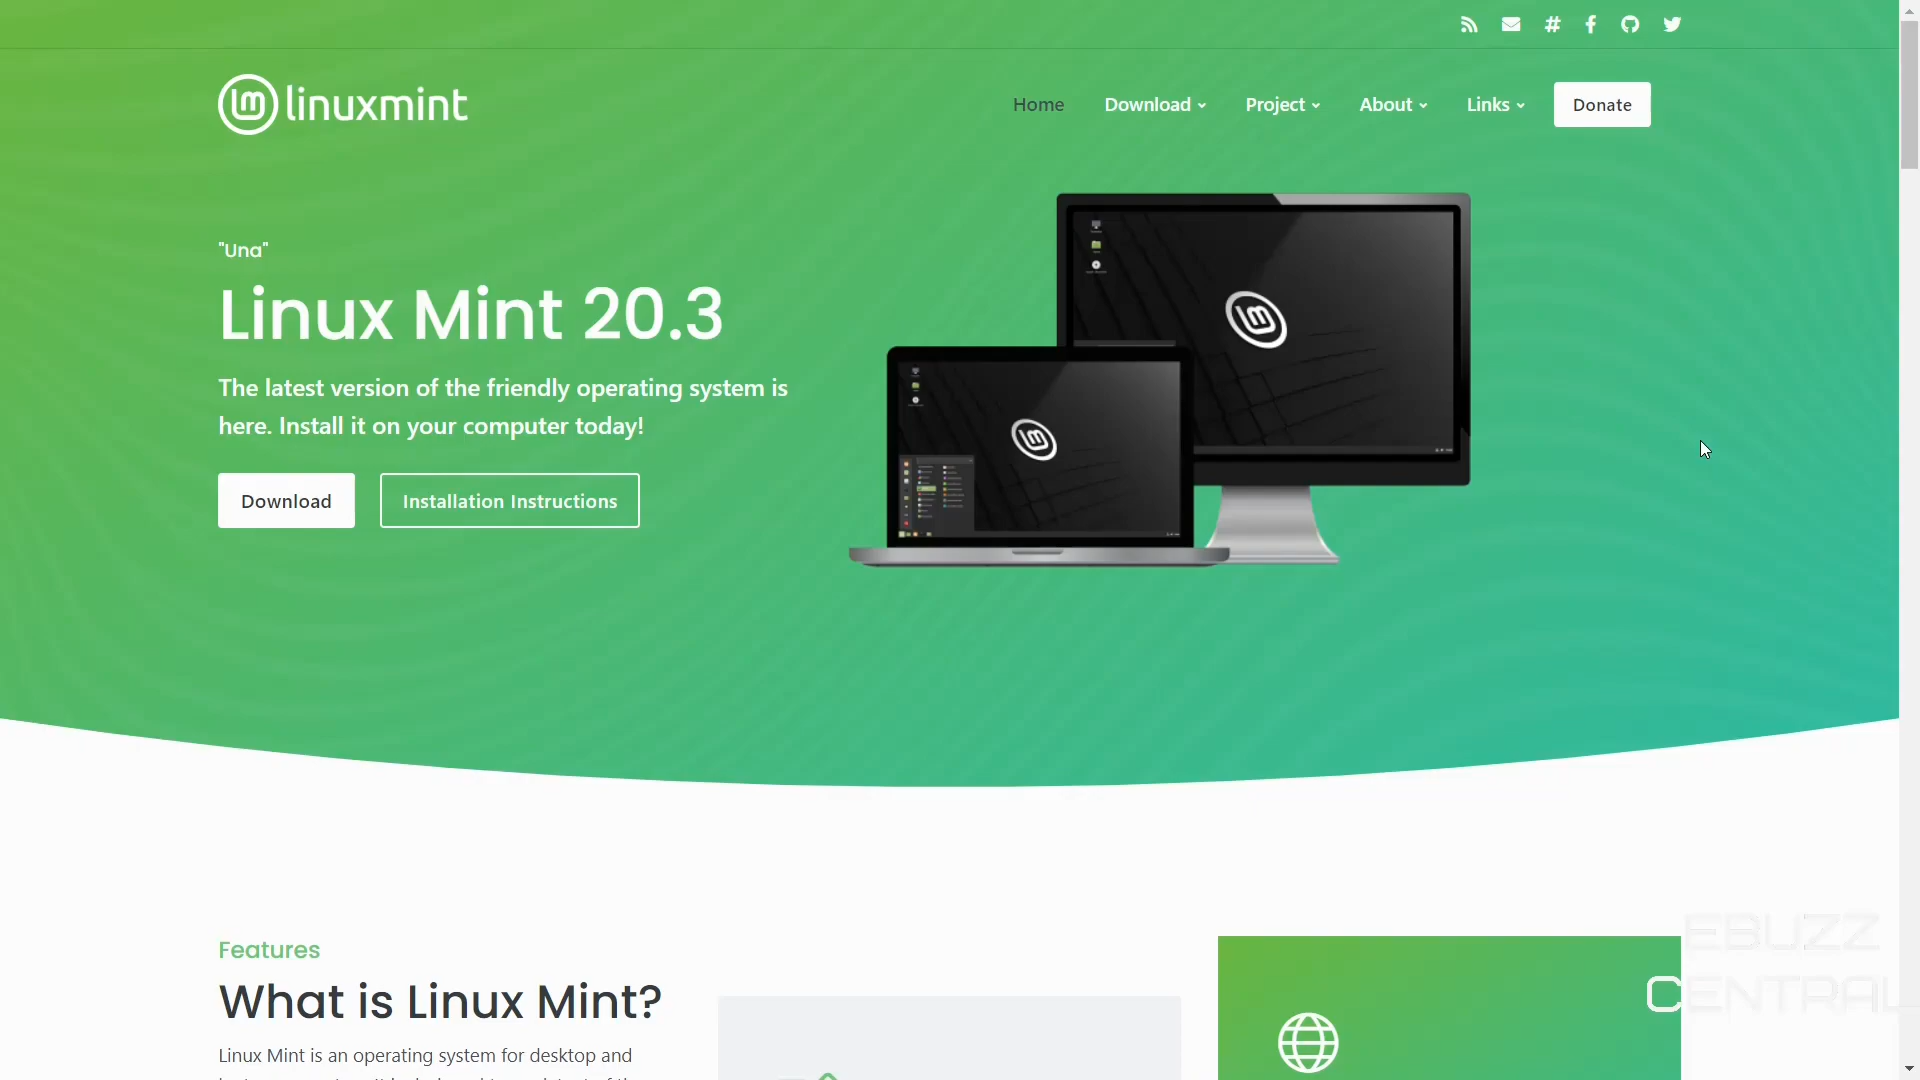 linuxmint
Home
Download
Project
About
Links
Donate
"Una"
Linux Mint 20.3
The latest version of the friendly operating system is
here. Install it on your computer today!
Download
Installation Instructions
Features
What is Linux Mint?
Linux Mint is an operating system for desktop and
EBUZZ
CENTRAL